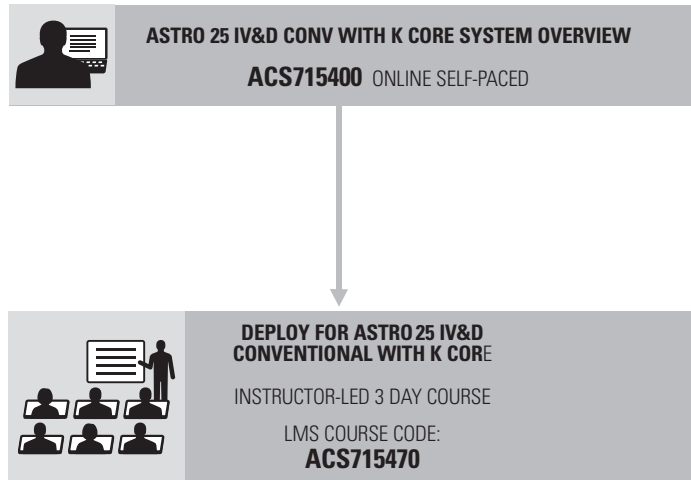 ASTRO 25 IV&D CONV WITH K CORE SYSTEM OVERVIEW
ACS715400 ONLINE SELF-PACED
DEPLOY FOR ASTRO 25 IV&D
CONVENTIONAL WITH K CORE
INSTRUCTOR-LED 3 DAY COURSE
LMS COURSE CODE:
ACS715470